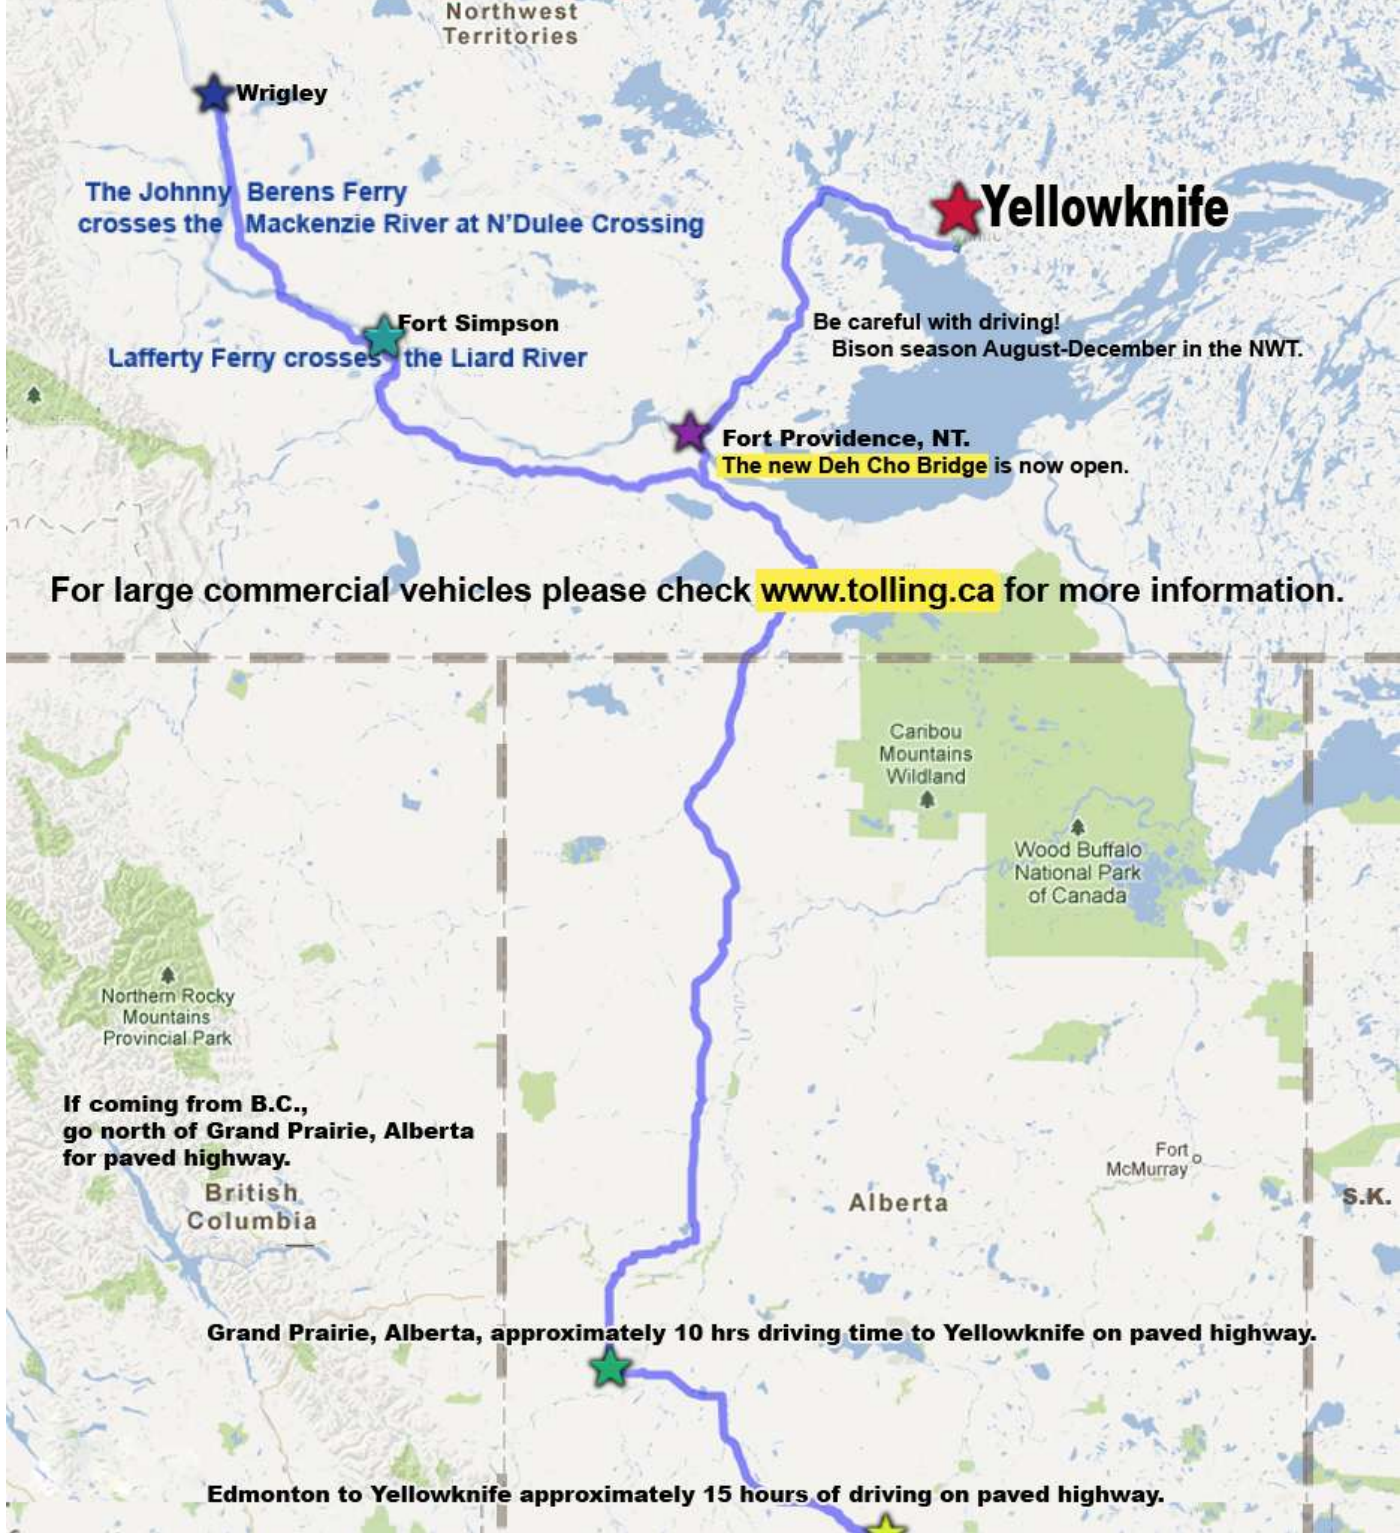 Northwest
Territories
Wrigley
The Johnny Berens Ferry
crosses the Mackenzie River at N'Dulee Crossing
Yellowknife
Fort Simpson
Lafferty Ferry crosses the Liard River
Be careful with driving!
Bison season August-December in the NWT.
Fort Providence, NT.
The new Deh Cho Bridge is now open.
For large commercial vehicles please check www.tolling.ca for more information.
Caribou
Mountains
Wildland
Wood Buffalo
National Park
of Canada
Northern Rocky
Mountains
Provincial Park
If coming from B.C.,
go north of Grand Prairie, Alberta
for paved highway.
Fort
McMurray
British
Columbia
Alberta
S.K.
Grand Prairie, Alberta, approximately 10 hrs driving time to Yellowknife on paved highway.
Edmonton to Yellowknife approximately 15 hours of driving on paved highway.